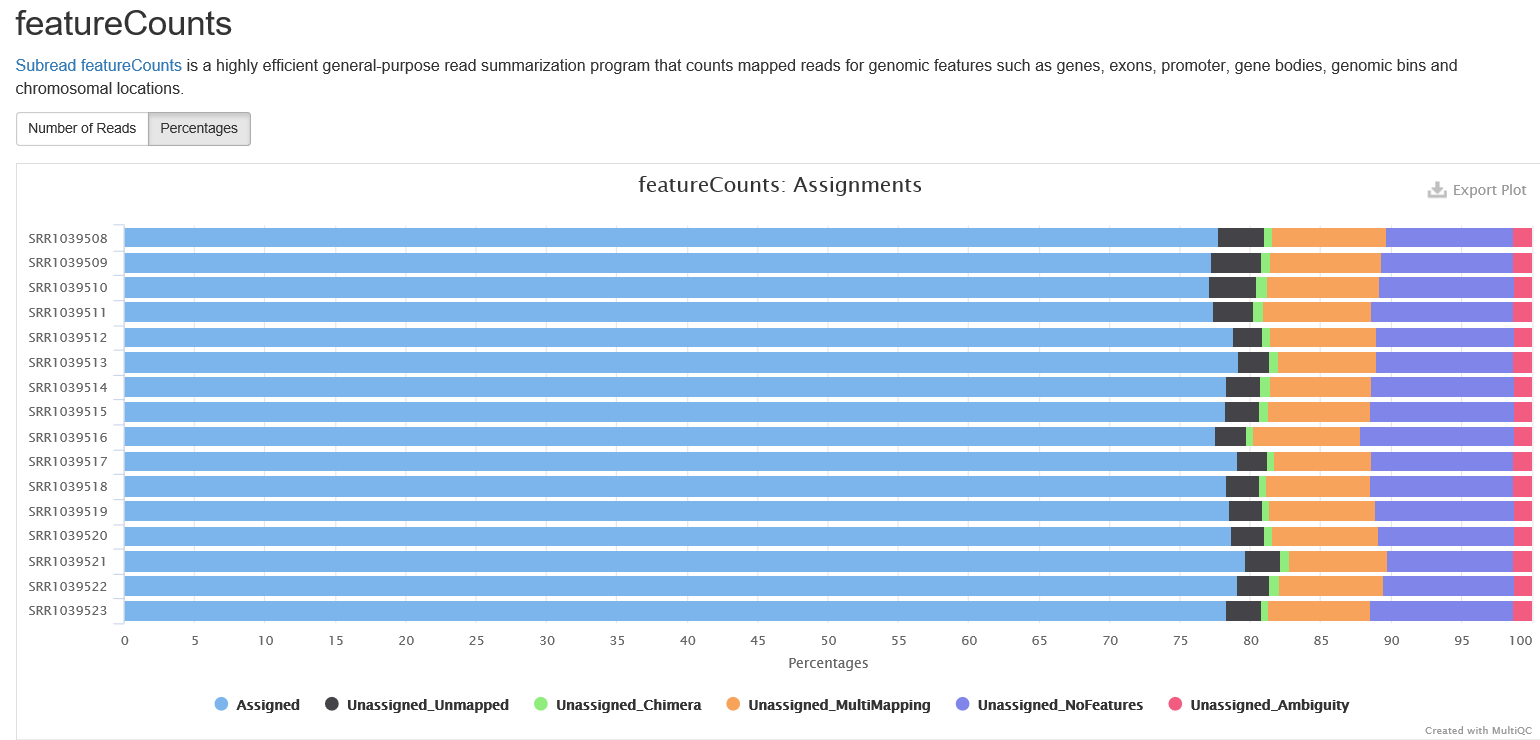 featureCounts
Subread featureCounts is a highly efficient general-purpose read summarization program that counts mapped reads for genomic features such as genes, exons, promoter, gene bodies, genomic bins and
chromosomal locations.
Number of Reads Percentages
featureCounts: Assignments
Export Plot
SRR1039508
SRR1039509
SRR1039510
SRR1039511
SRR1039512
SRR1039513
SRR1039514
SRR1039515
SRR1039516
SRR1039517
SRR1039518
SRR1039519
SRR1039520
SRR1039521
SRR1039522
SRR1039523
0 5 10 15 20 25 30 35 40 45 50 55 60 65 70 75 80 85 90 95 100
Percentages
Assigned Unassigned_Unmapped Unassigned_Chimera Unassigned_MultiMapping Unassigned_NoFeatures Unassigned_Ambiguity
Created with MultiQC